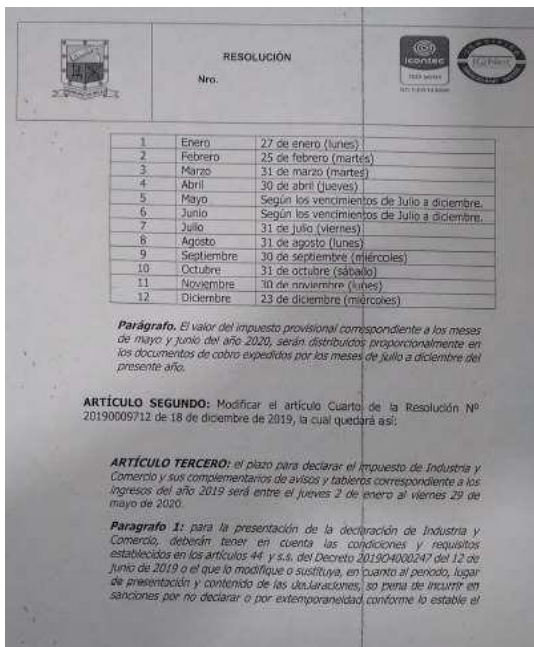 RESOLUCIÓN
Nro.
icontec
IQNet
1 Enero 27 de enero (lunes)
2 Febrero 25 de febrero (martes)
3 Marzo 31 de marzo (martes)
4 Abril 30 de abril (jueves)
5 Mayo Según los vencimientos de Julio a diciembre.
6 Junio Según los vencimientos de Julio a diciembre.
7 Julio 31 de julio (viernes)
8 Agosto 31 de agosto (lunes)
9 Septiembre 30 de septiembre (miércoles)
10 Octubre 31 de octubre (sábado)
11 Noviembre 30 de noviembre (lunes)
12 Diciembre 23 de diciembre (miércoles)
Parágrafo. El valor del impuesto provisional correspondiente a los meses
de mayo y junio del año 2020, serán distribuidos proporcionalmente en
los documentos de cobro expedidos por los meses de julio a diciembre del
presente año.
ARTÍCULO SEGUNDO: Modificar el artículo Cuarto de la Resolución Nº
20190009712 de 18 de diciembre de 2019, la cual quedará así:
ARTÍCULO TERCERO: el plazo para declarar el impuesto de Industria y
Comercio y sus complementarios de avisos y tableros correspondiente a los
ingresos del año 2019 será entre el jueves 2 de enero al viernes 29 de
mayo de 2020.
Paragrafo 1: para la presentación de la declaración de Industria y
Comercio, deberán tener en cuenta las condiciones y requisitos
establecidos en los artículos 44 y s.s. del Decreto 201904000247 del 12 de
junio de 2019 o el que lo modifique o sustituya, en cuanto al periodo, lugar
de presentación y contenido de las declaraciones, so pena de incurrir en
sanciones por no declarar o por extemporaneidad conforme lo estable el